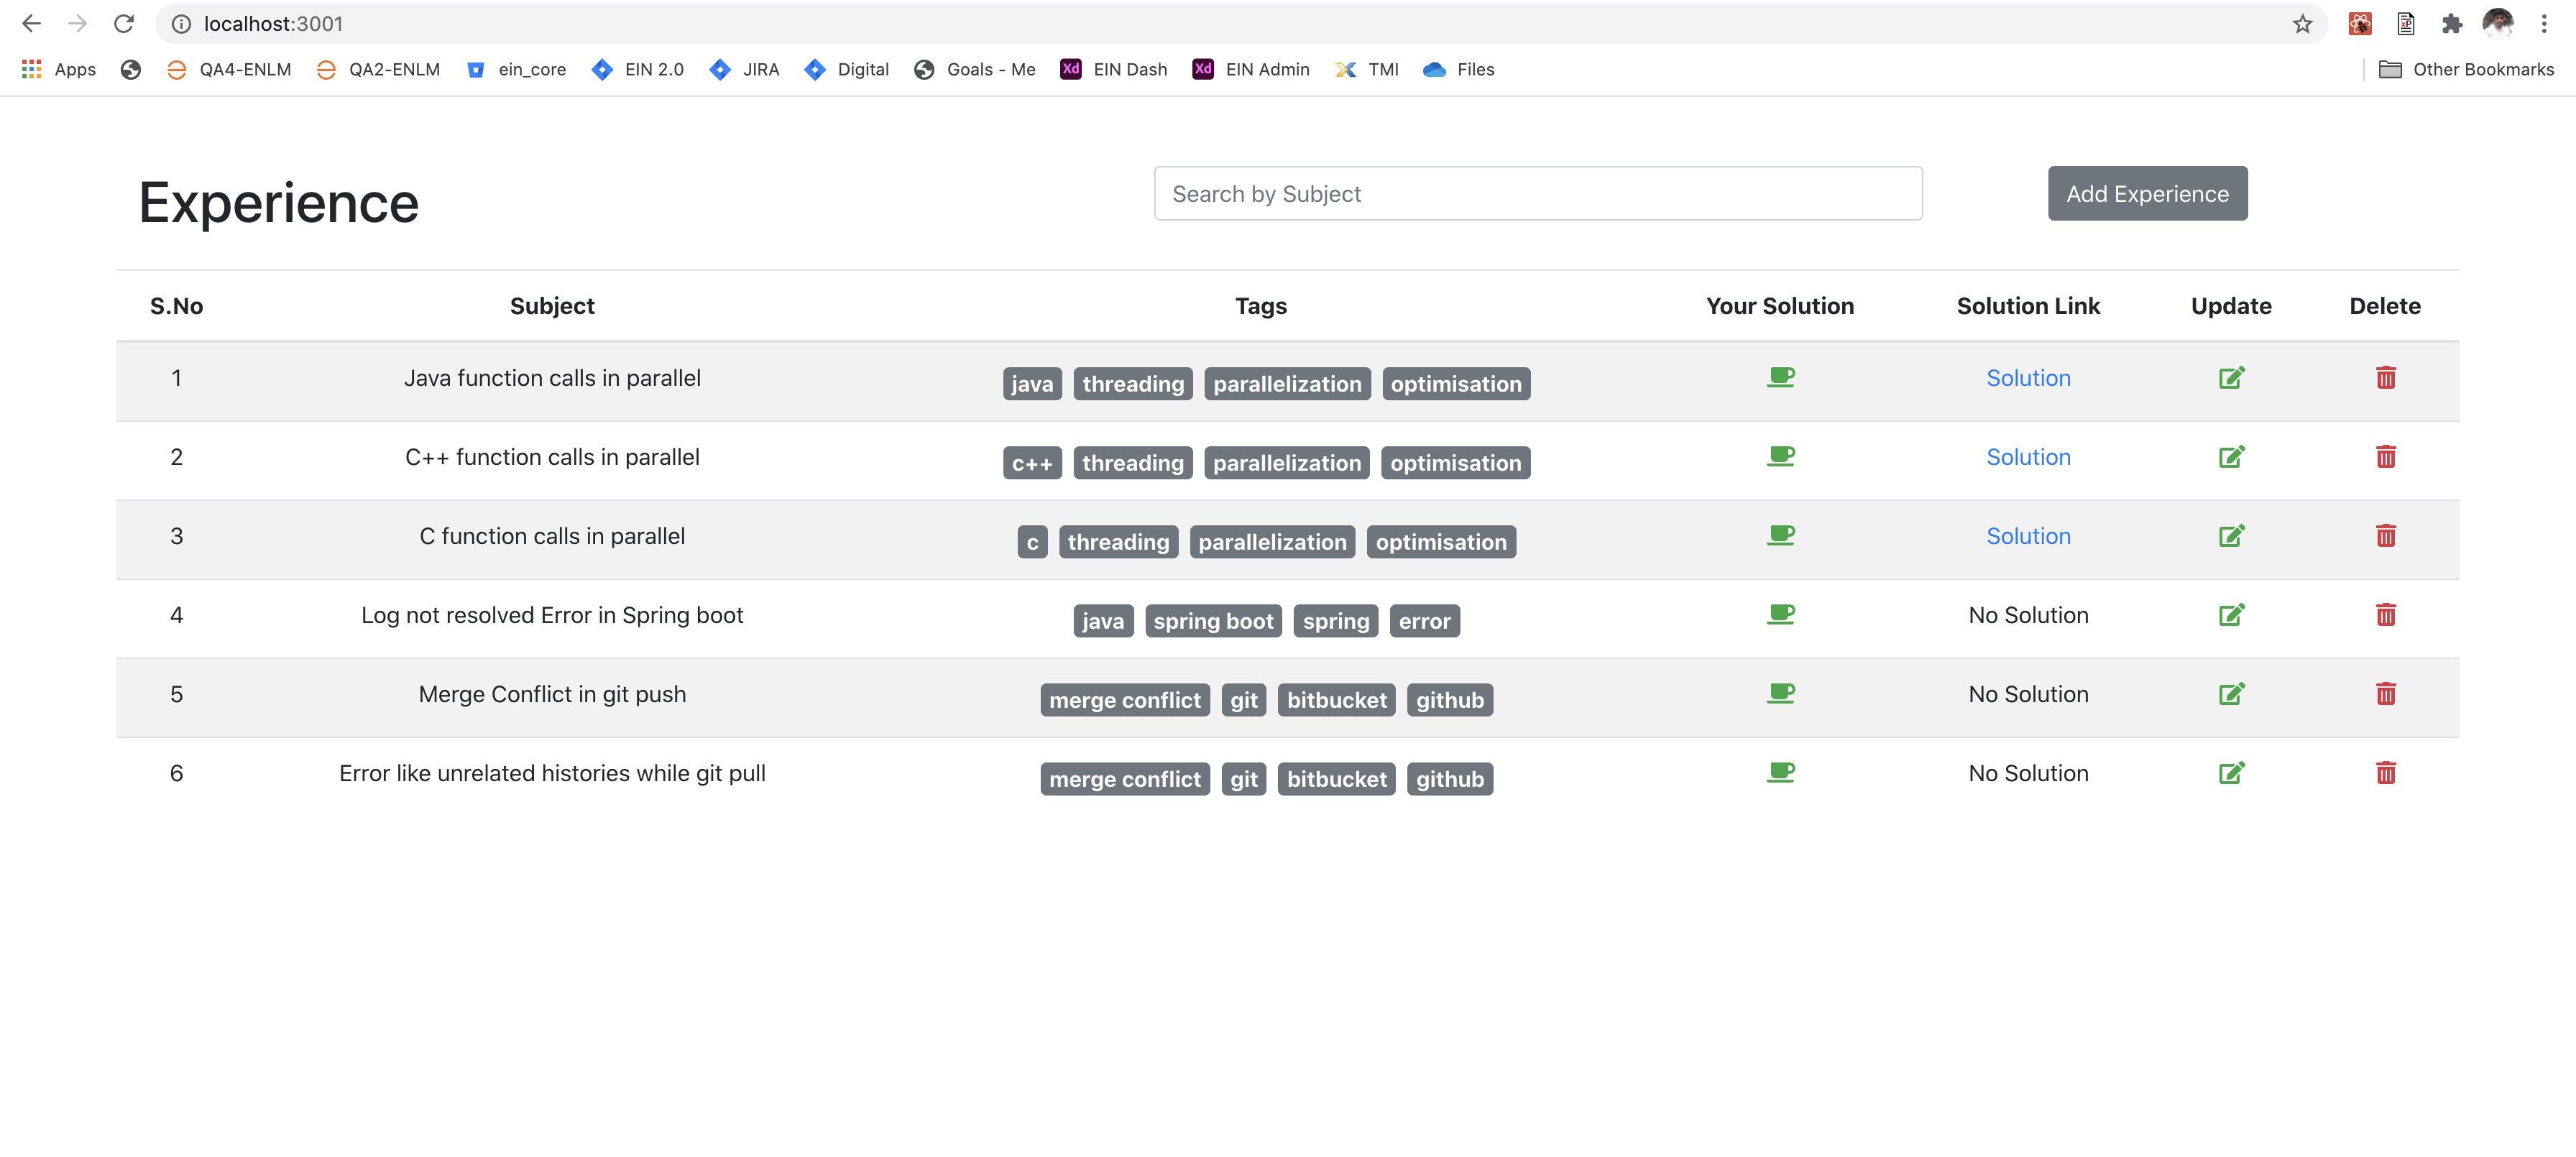 localhost:3001
Apps QA4-ENLM QA2-ENLM ein_core EIN 2.0 JIRA Digital Goals - Me Xd EIN Dash Xd EIN Admin TMI Files Other Bookmarks
Experience Search by Subject Add Experience
S.No Subject Tags Your Solution Solution Link Update Delete
1 Java function calls in parallel java threading parallelization optimisation Solution
2 C++ function calls in parallel c++ threading parallelization optimisation Solution
3 C function calls in parallel c threading parallelization optimisation Solution
4 Log not resolved Error in Spring boot java spring boot spring error No Solution
5 Merge Conflict in git push merge conflict git bitbucket github No Solution
6 Error like unrelated histories while git pull merge conflict git bitbucket github No Solution